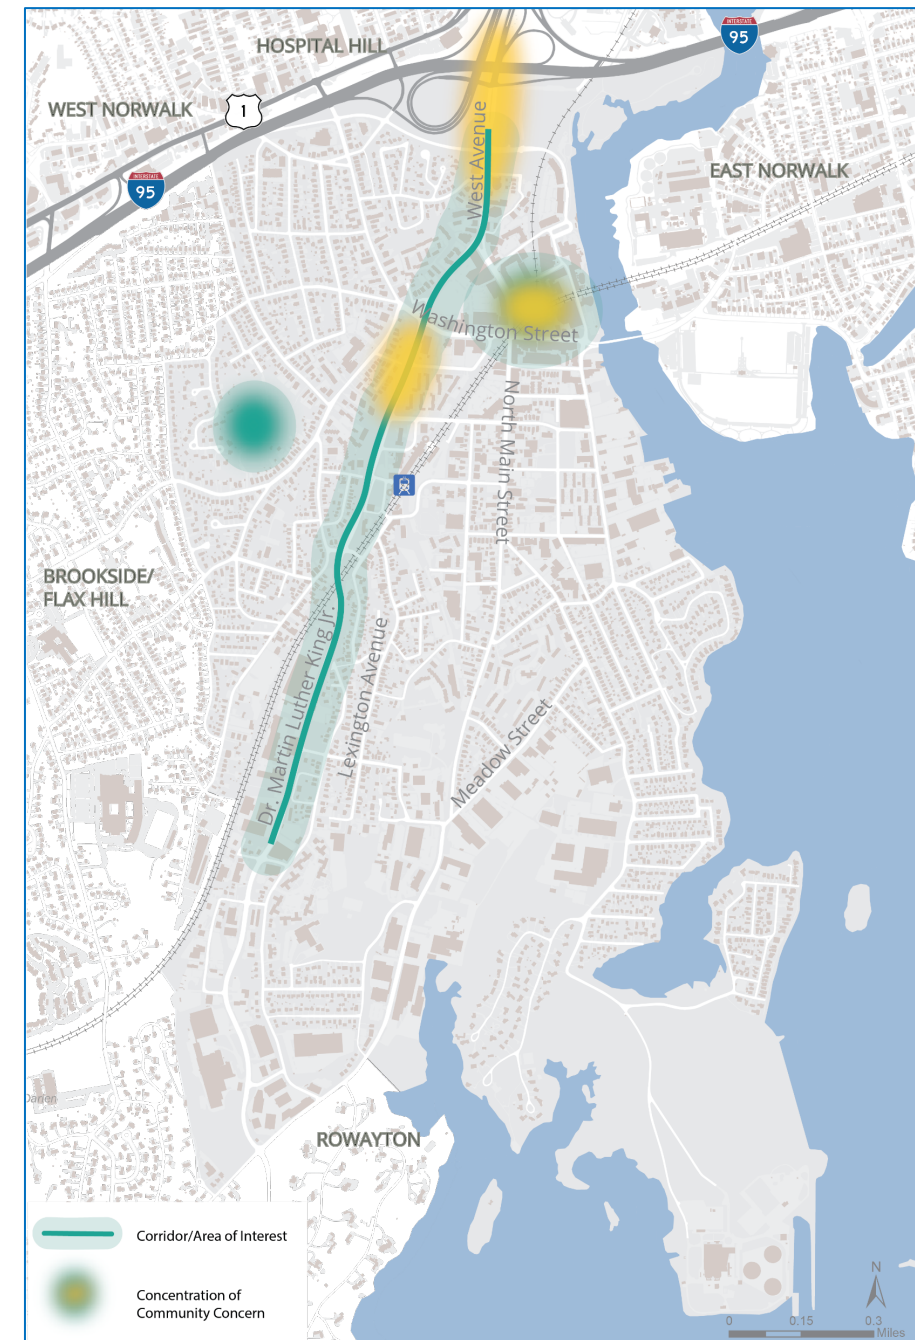 HOSPITAL HILL
INTERSTATE
95
WEST NORWALK
1
West Avenue
EAST NORWALK
INTERSTATE
95
Washington Street
North Main Street
BROOKSIDE/
FLAX HILL
Dr. Martin Luther King Jr.
Lexington Avenue
Meadow Street
Darien
ROWAYTON
Corridor/Area of Interest
Concentration of
Community Concern
N
0 0.15 0.3
Miles